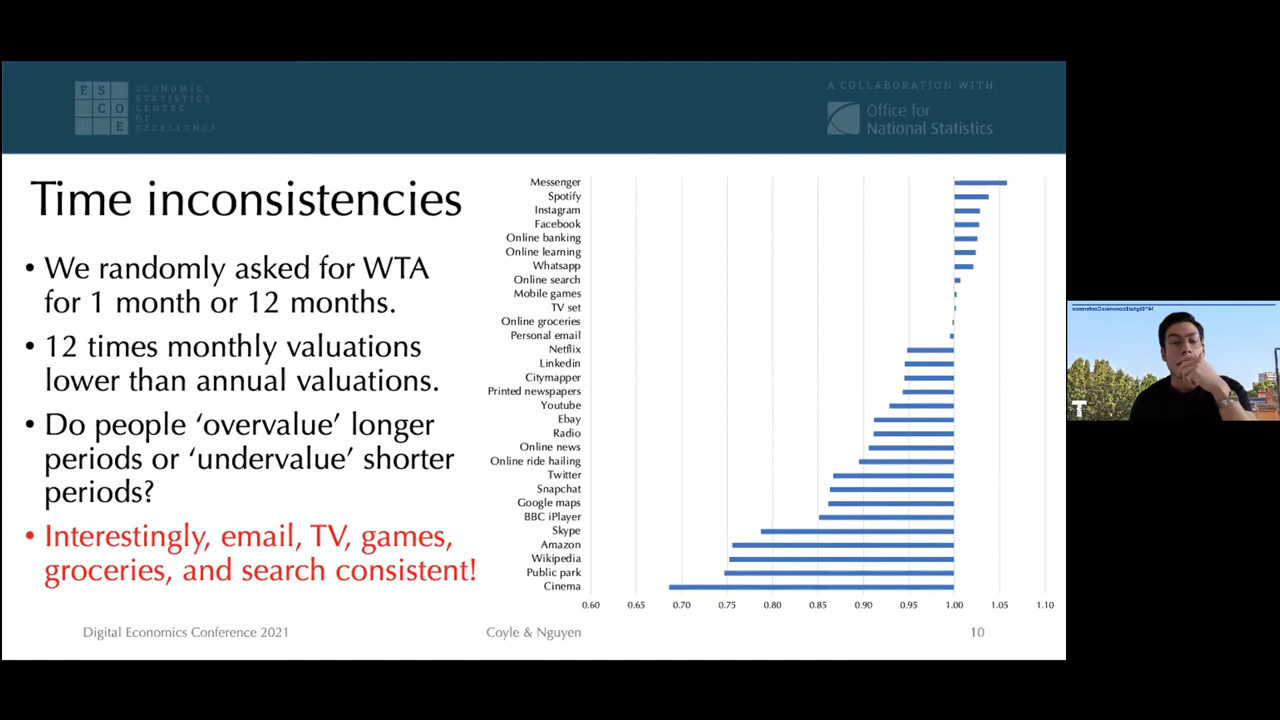 ESCOE
ECONOMIC
STATISTICS
CENTRE
OF
EXCELLENCE
A COLLABORATION WITH
Office for
National Statistics
Time inconsistencies
• We randomly asked for WTA
for 1 month or 12 months.
• 12 times monthly valuations
lower than annual valuations.
• Do people ‘overvalue’ longer
periods or ‘undervalue’ shorter
periods?
• Interestingly, email, TV, games,
groceries, and search consistent!
Messenger
Spotify
Instagram
Facebook
Online banking
Online learning
Whatsapp
Online search
Mobile games
TV set
Online groceries
Personal email
Netflix
Linkedin
Citymapper
Printed newspapers
Youtube
Ebay
Radio
Online news
Online ride hailing
Twitter
Snapchat
Google maps
BBC iPlayer
Skype
Amazon
Wikipedia
Public park
Cinema
0.60 0.65 0.70 0.75 0.80 0.85 0.90 0.95 1.00 1.05 1.10
Digital Economics Conference 2021
Coyle & Nguyen
10